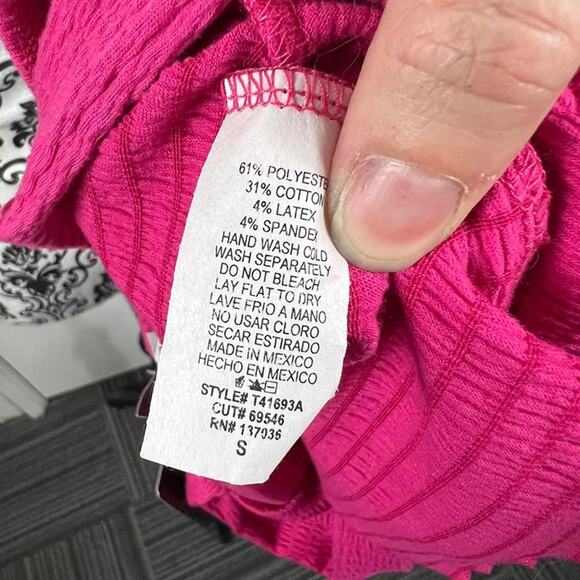 61% POLYESTE
31% COTTON
4% LATEX
4% SPANDEX
HAND WASH COLD
WASH SEPARATELY
DO NOT BLEACH
LAY FLAT TO DRY
LAVE FRIO A MANO
NO USAR CLORO
SECAR ESTIRADO
MADE IN MEXICO
HECHO EN MEXICO
STYLE# T41693A
CUT# 69546
RN# 137036
S